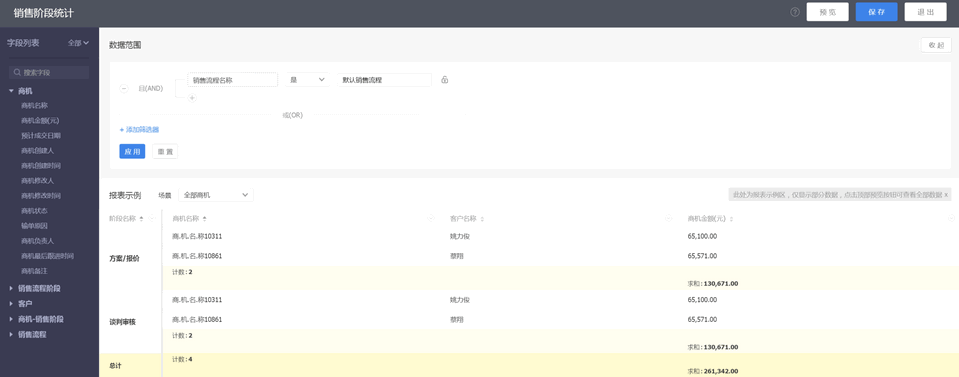 销售阶段统计
预 览
保 存
退 出
字段列表
全部
搜索字段
商机
商机名称
商机金额(元)
预计成交日期
商机创建人
商机创建时间
商机修改人
商机修改时间
商机状态
输单原因
商机负责人
商机最后跟进时间
商机备注
销售流程阶段
客户
商机-销售阶段
销售流程
数据范围
收 起
且(AND)
销售流程名称
是
默认销售流程
或(OR)
+ 添加筛选器
应 用
重 置
报表示例
场景
全部商机
此处为报表示例区，仅显示部分数据，点击顶部预览按钮可查看全部数据 x
阶段名称
商机名称
客户名称
商机金额(元)
方案/报价
商.机.名.称10311
姚力俊
65,100.00
商.机.名.称10861
蔡翔
65,571.00
计数: 2
求和: 130,671.00
谈判审核
商.机.名.称10311
姚力俊
65,100.00
商.机.名.称10861
蔡翔
65,571.00
计数: 2
求和: 130,671.00
总计
计数: 4
求和: 261,342.00